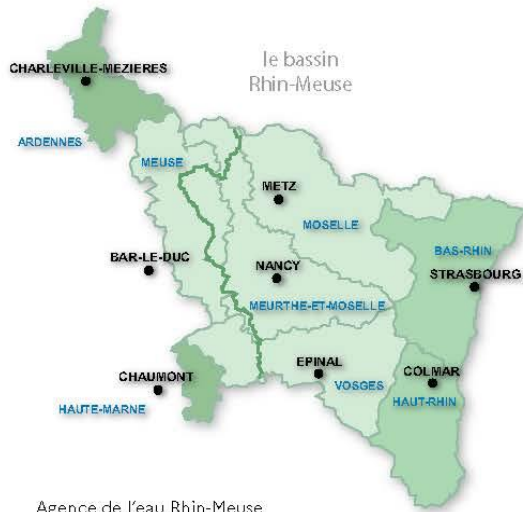 le bassin
Rhin-Meuse
CHARLEVILLE-MEZIERES
ARDENNES
MEUSE
METZ
MOSELLE
BAS-RHIN
BAR-LE-DUC
NANCY
STRASBOURG
MEURTHE-ET-MOSELLE
EPINAL
COLMAR
CHAUMONT
VOSGES
HAUT-RHIN
HAUTE-MARNE
Agence de l'eau Rhin-Meuse